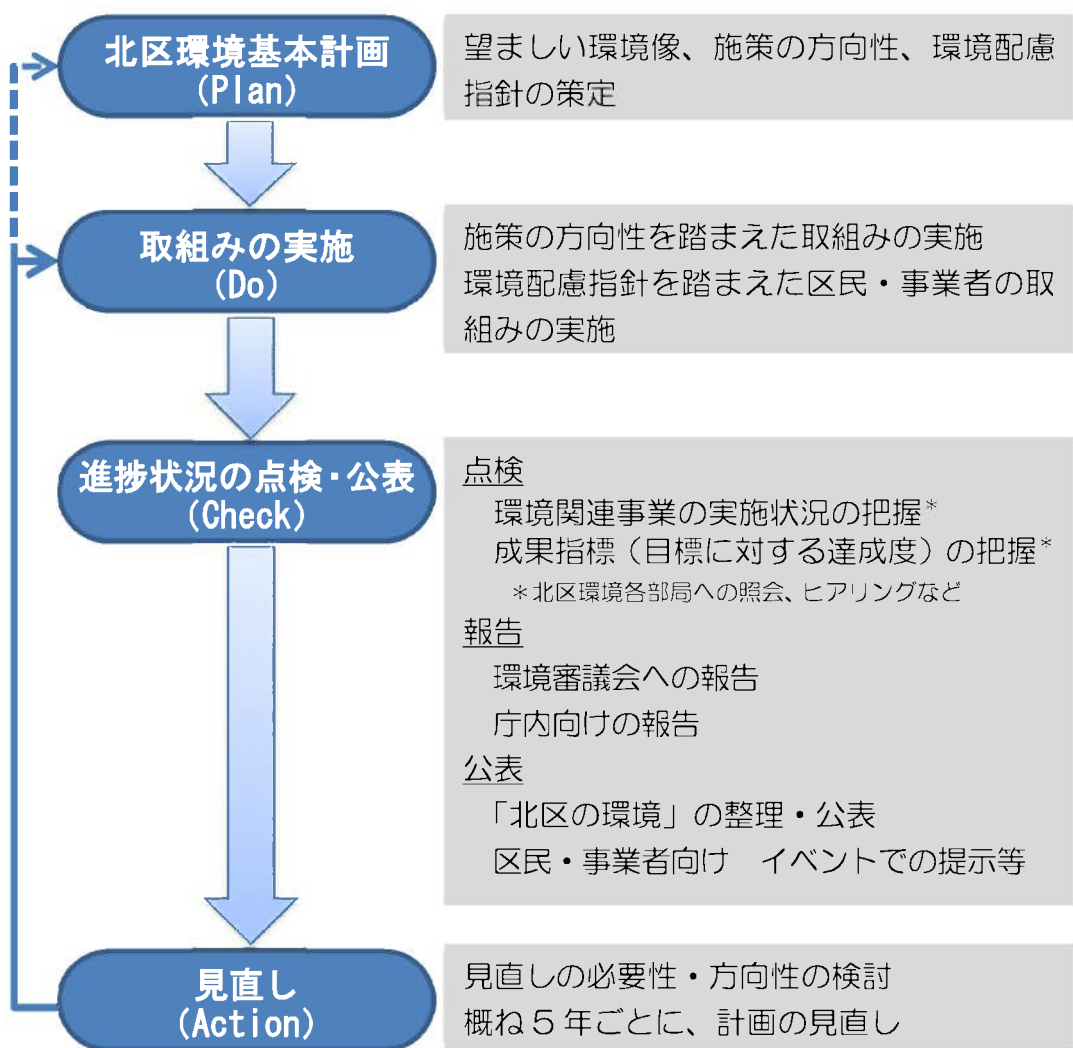 北区環境基本計画
(Plan)
望ましい環境像、施策の方向性、環境配慮
指針の策定
取組みの実施
(Do)
施策の方向性を踏まえた取組みの実施
環境配慮指針を踏まえた区民・事業者の取
組みの実施
進捗状況の点検・公表
(Check)
点検
環境関連事業の実施状況の把握*
成果指標（目標に対する達成度）の把握*
*北区環境各部局への照会、ヒアリングなど
報告
環境審議会への報告
庁内向けの報告
公表
「北区の環境」の整理・公表
区民・事業者向け　イベントでの提示等
見直し
(Action)
見直しの必要性・方向性の検討
概ね５年ごとに、計画の見直し